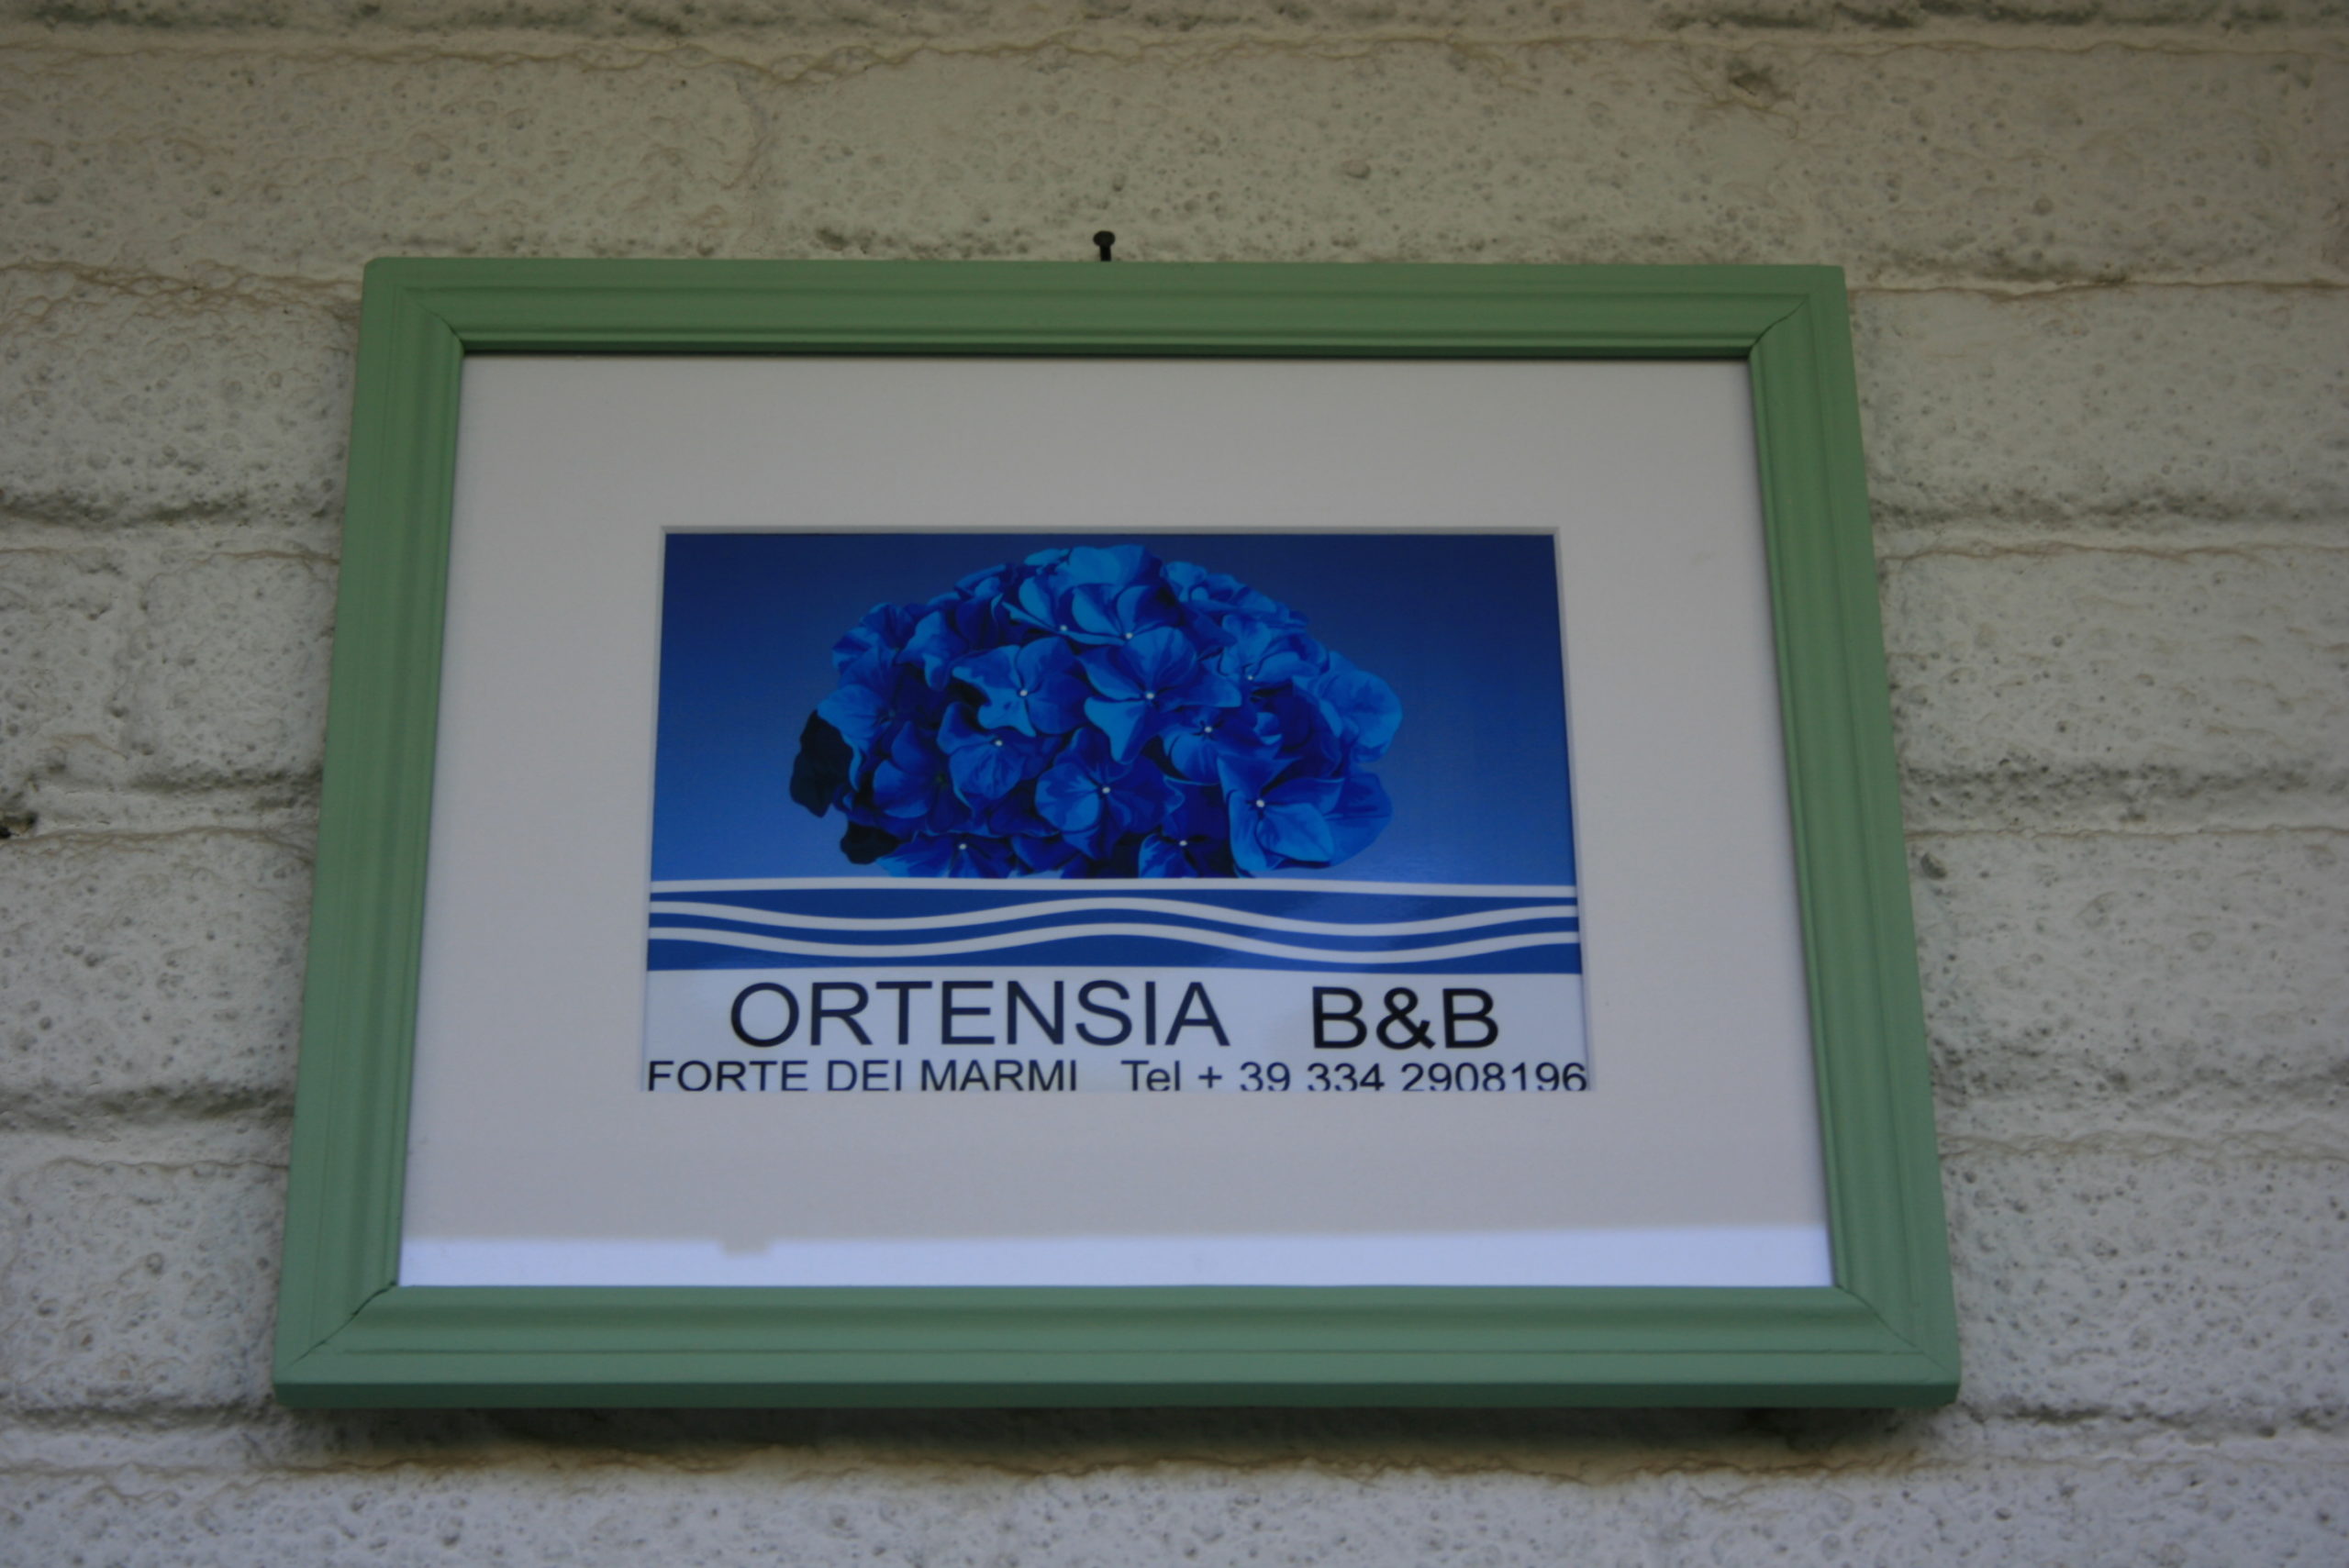 ORTENSIA B&B
FORTE DEI MARMI Tel + 39 334 2908196